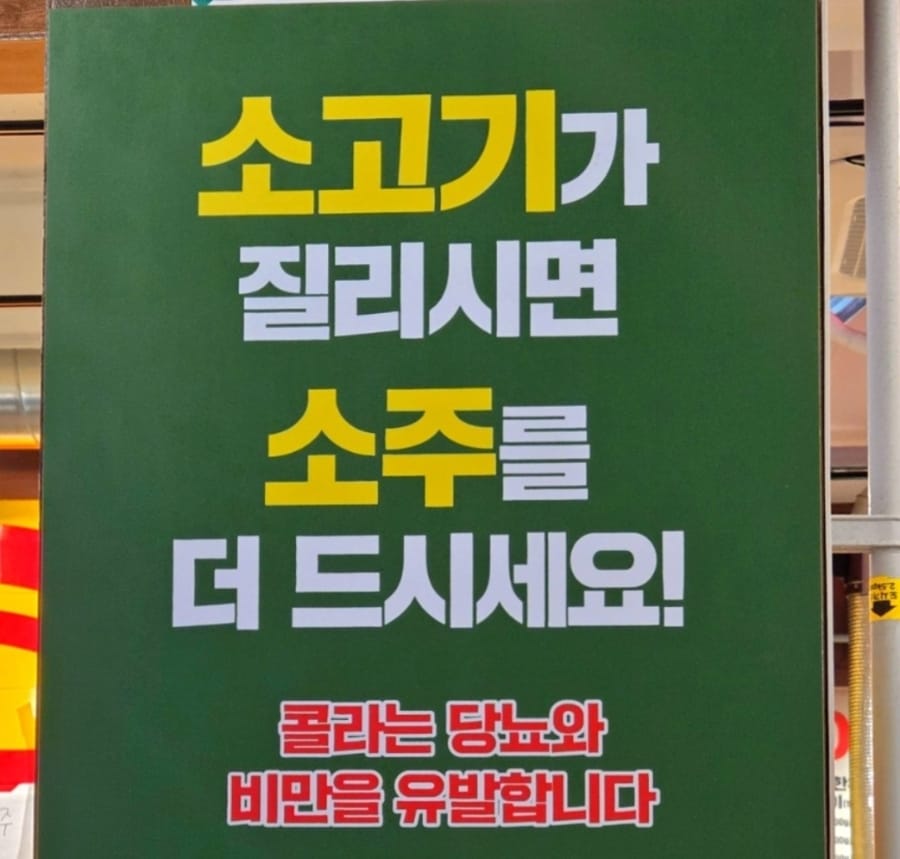 소고기가
질리시면
소주를
더 드시세요!
콜라는 당뇨와
비만을 유발합니다